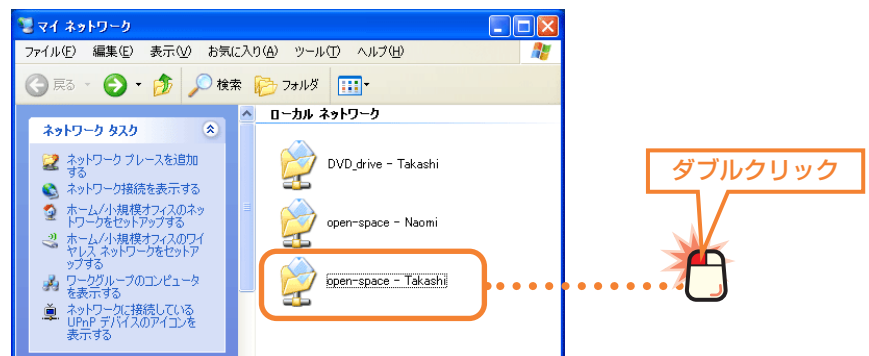 マイ ネットワーク
ファイル(F) 編集(E) 表示(V) お気に入り(A) ツール(T) ヘルプ(H)
戻る 検索 フォルダ
ネットワーク タスク
ネットワーク プレースを追加
する
ネットワーク接続を表示する
ホーム/小規模オフィスのネッ
トワークをセットアップする
ホーム/小規模オフィスのワイ
ヤレス ネットワークをセットア
ップする
ワークグループのコンピュータ
を表示する
ネットワークに接続している
UPnP デバイスのアイコンを
表示する
ローカル ネットワーク
DVD_drive - Takashi
open-space - Naomi
open-space - Takashi
ダブルクリック